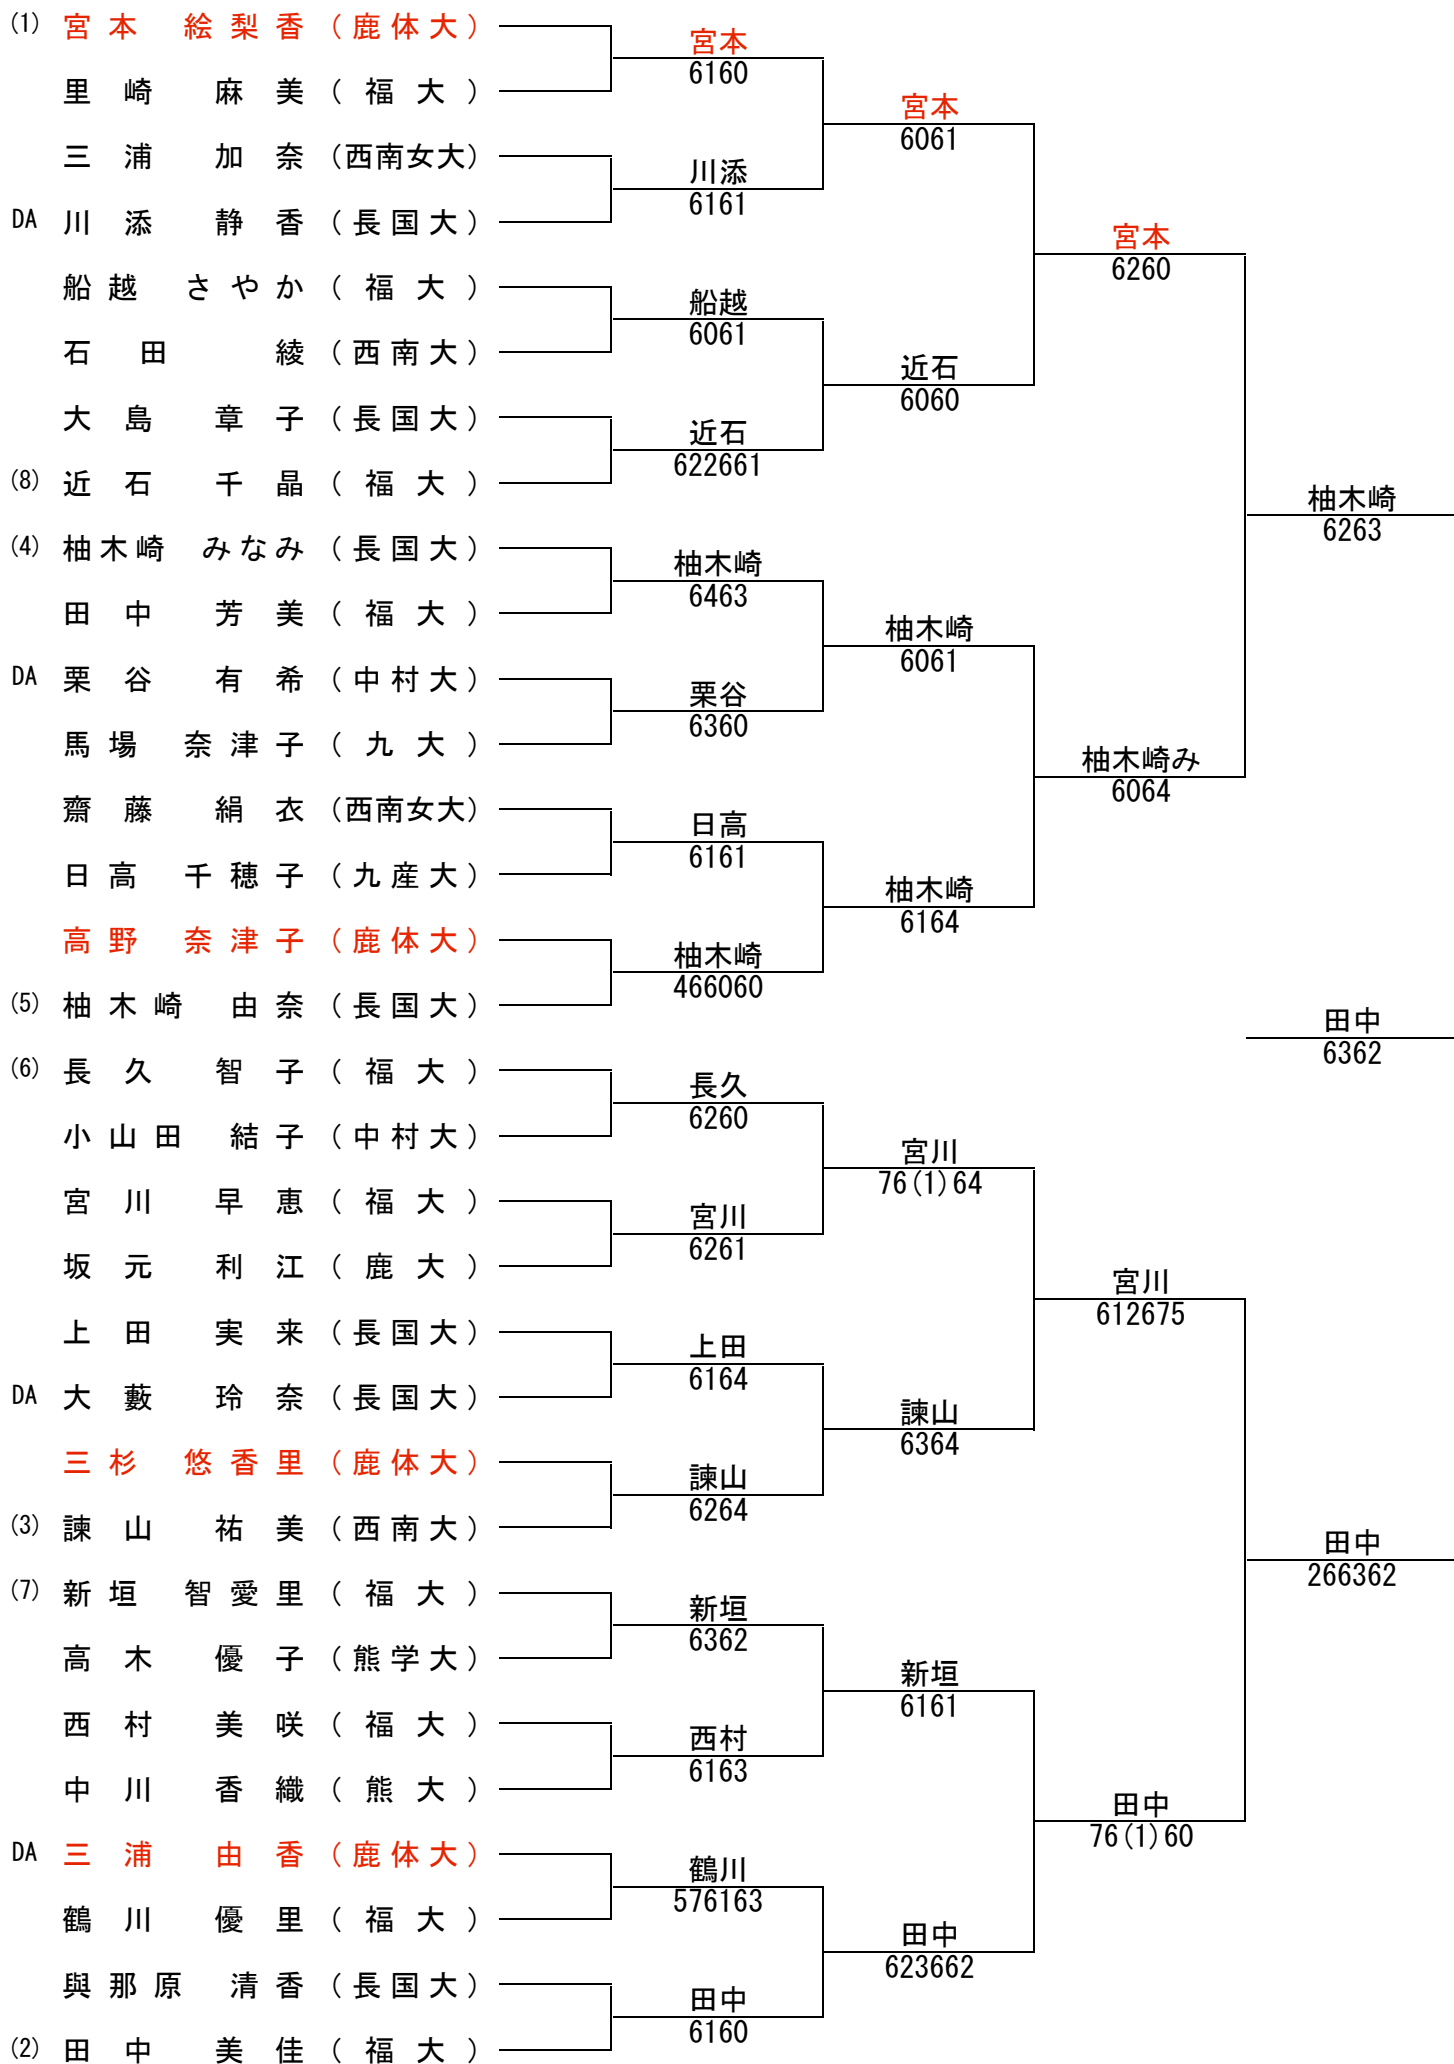 (1) 宮本 絵梨香 (鹿体大)
宮本
6160
里崎 麻美 (福大)
宮本
6061
三浦 加奈 (西南女大)
川添
6161
DA 川添 静香 (長国大)
宮本
6260
船越 さやか (福大)
船越
6061
石田 綾 (西南大)
近石
6060
大島 章子 (長国大)
近石
622661
(8) 近石 千晶 (福大)
柚木崎
6263
(4) 柚木崎 みなみ (長国大)
柚木崎
6463
田中 芳美 (福大)
柚木崎
6061
DA 栗谷 有希 (中村大)
栗谷
6360
馬場 奈津子 (九大)
柚木崎み
6064
齋藤 絹衣 (西南女大)
日高
6161
日高 千穂子 (九産大)
柚木崎
6164
高野 奈津子 (鹿体大)
柚木崎
466060
(5) 柚木崎 由奈 (長国大)
田中
6362
(6) 長久 智子 (福大)
長久
6260
小山田 結子 (中村大)
宮川
76(1)64
宮川 早恵 (福大)
宮川
6261
坂元 利江 (鹿大)
宮川
612675
上田 実来 (長国大)
上田
6164
DA 大藪 玲奈 (長国大)
諫山
6364
三杉 悠香里 (鹿体大)
諫山
6264
(3) 諫山 祐美 (西南大)
田中
266362
(7) 新垣 智愛里 (福大)
新垣
6362
高木 優子 (熊学大)
新垣
6161
西村 美咲 (福大)
西村
6163
中川 香織 (熊大)
田中
76(1)60
DA 三浦 由香 (鹿体大)
鶴川
576163
鶴川 優里 (福大)
田中
623662
與那原 清香 (長国大)
田中
6160
(2) 田中 美佳 (福大)